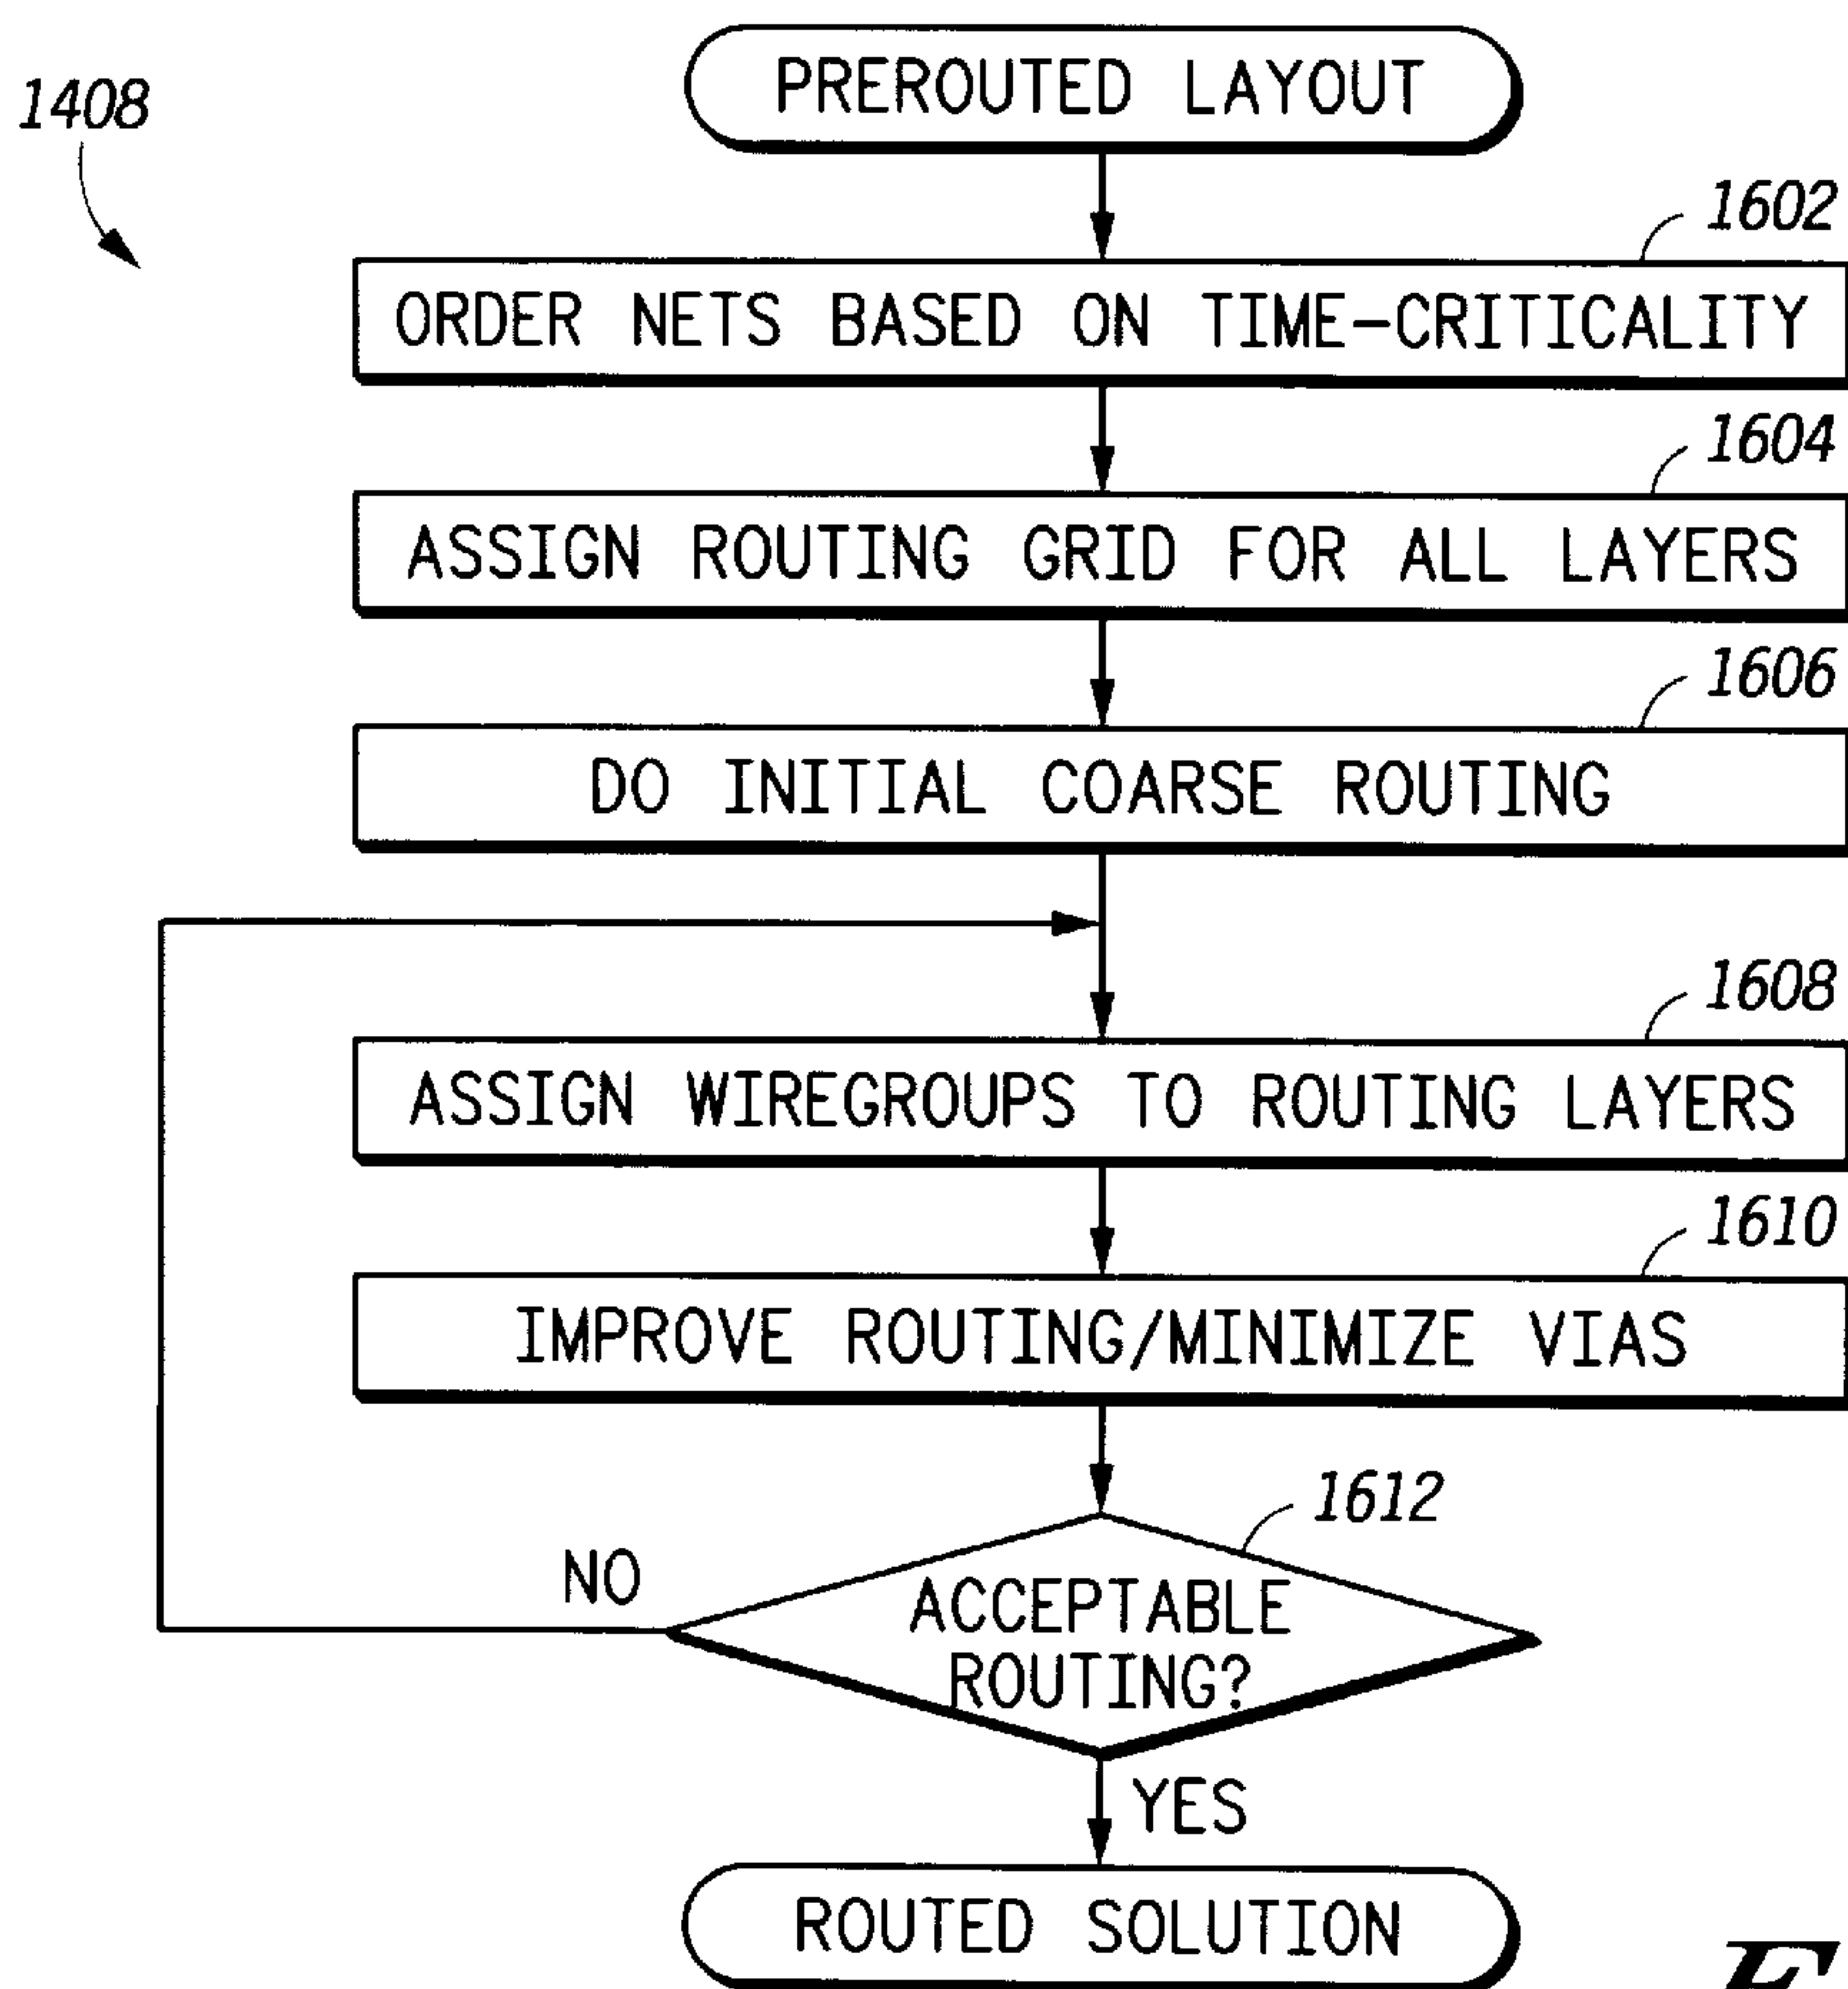 1408
PREROUTED LAYOUT
1602
ORDER NETS BASED ON TIME-CRITICALITY
1604
ASSIGN ROUTING GRID FOR ALL LAYERS
1606
DO INITIAL COARSE ROUTING
1608
ASSIGN WIREGROUPS TO ROUTING LAYERS
1610
IMPROVE ROUTING/MINIMIZE VIAS
1612
NO
ACCEPTABLE
ROUTING?
YES
ROUTED SOLUTION